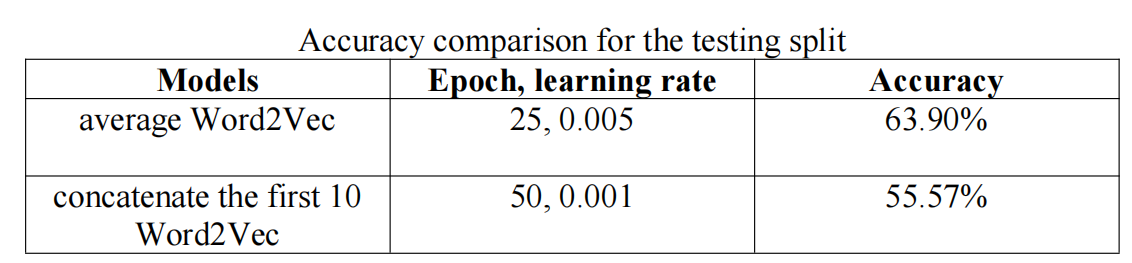 Accuracy comparison for the testing split
Models Epoch, learning rate Accuracy
average Word2Vec 25, 0.005 63.90%
concatenate the first 10 50, 0.001 55.57%
Word2Vec